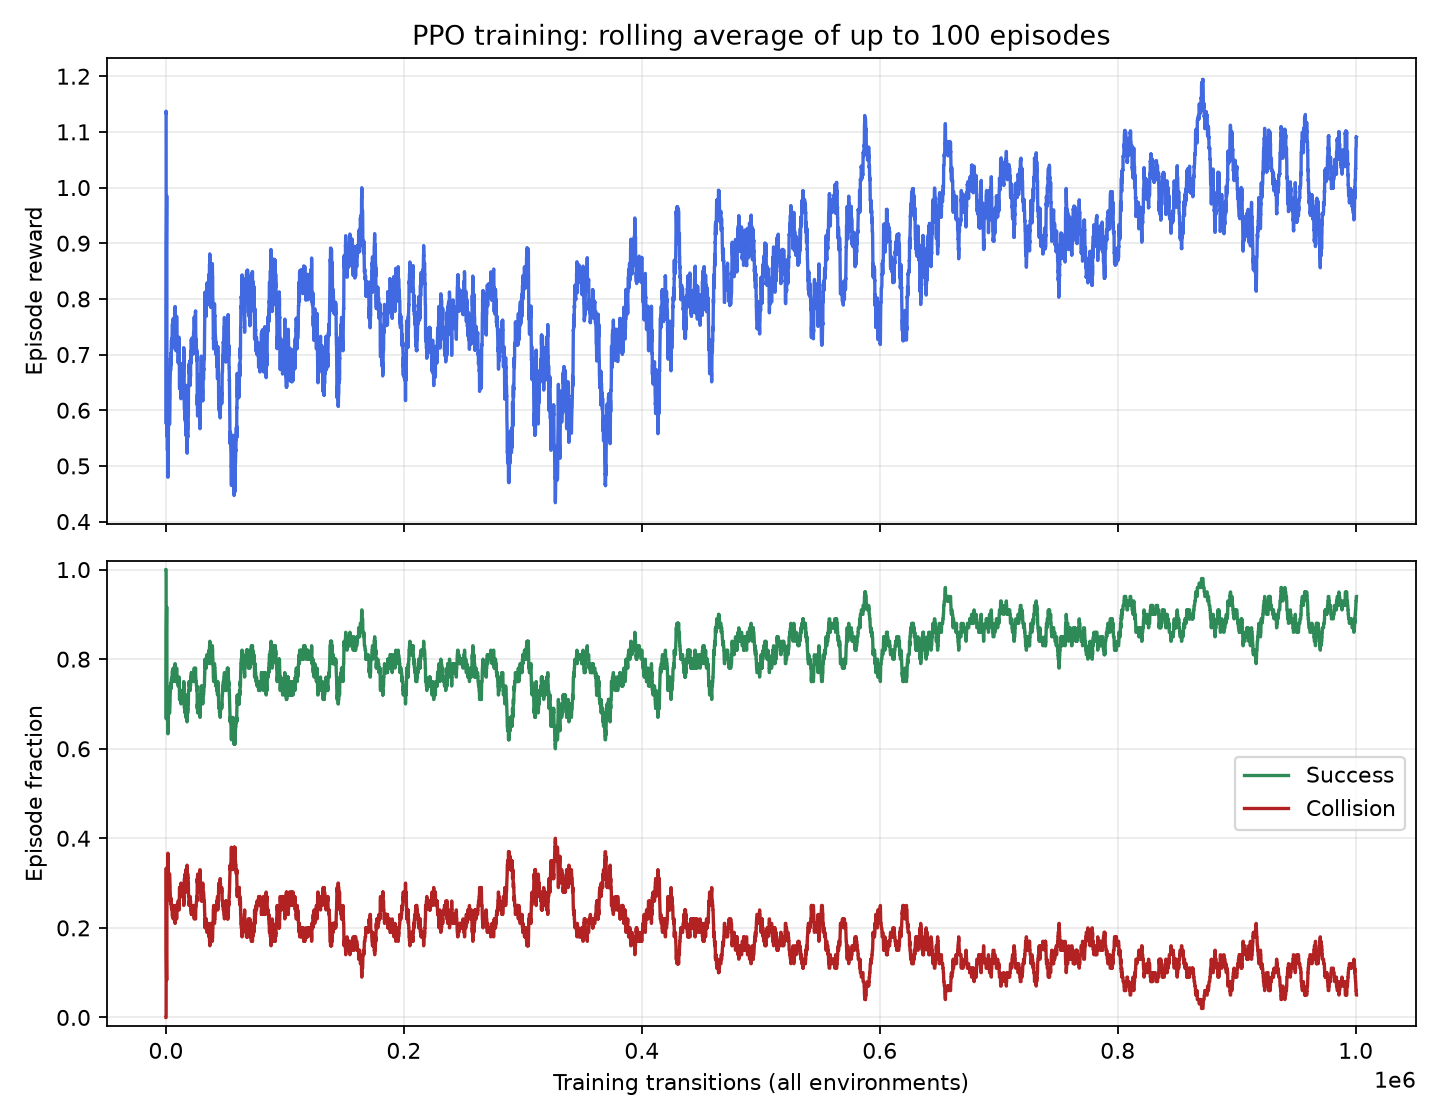 PPO training: rolling average of up to 100 episodes
1.2
1.1
1.0
0.9
0.8
0.7
0.6
0.5
0.4
Episode reward
1.0
0.8
0.6
0.4
0.2
0.0
Episode fraction
Success
Collision
0.0 0.2 0.4 0.6 0.8 1.0
1e6
Training transitions (all environments)